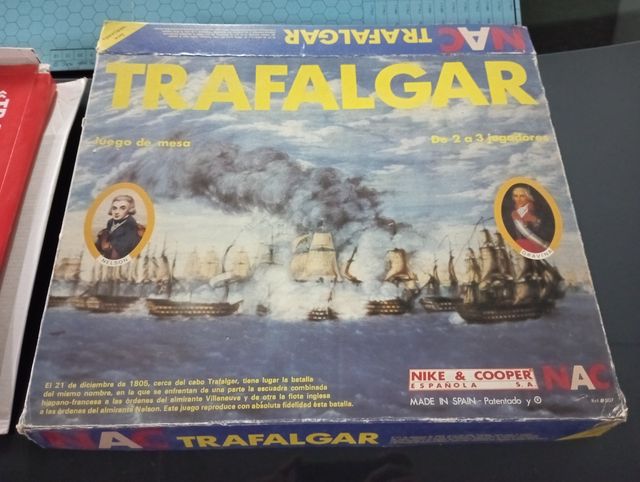 NAC TRAFALGAR
TRAFALGAR
Juego de mesa
De 2 a 3 jugadores
NELSON
GRAVINA
El 21 de diciembre de 1805, cerca del cabo Trafalgar, tiene lugar la batalla
del mismo nombre, en la que se enfrentan de una parte la escuadra combinada
hispano-francesa a las órdenes del almirante Villeneuve y de otra la flote inglesa
a las órdenes del almirante Nelson. Este juego reproduce con absoluta fidelidad ésta batalla.
NIKE & COOPER
ESPAÑOLA S.A.
NAC
MADE IN SPAIN - Patentado y
NAC TRAFALGAR